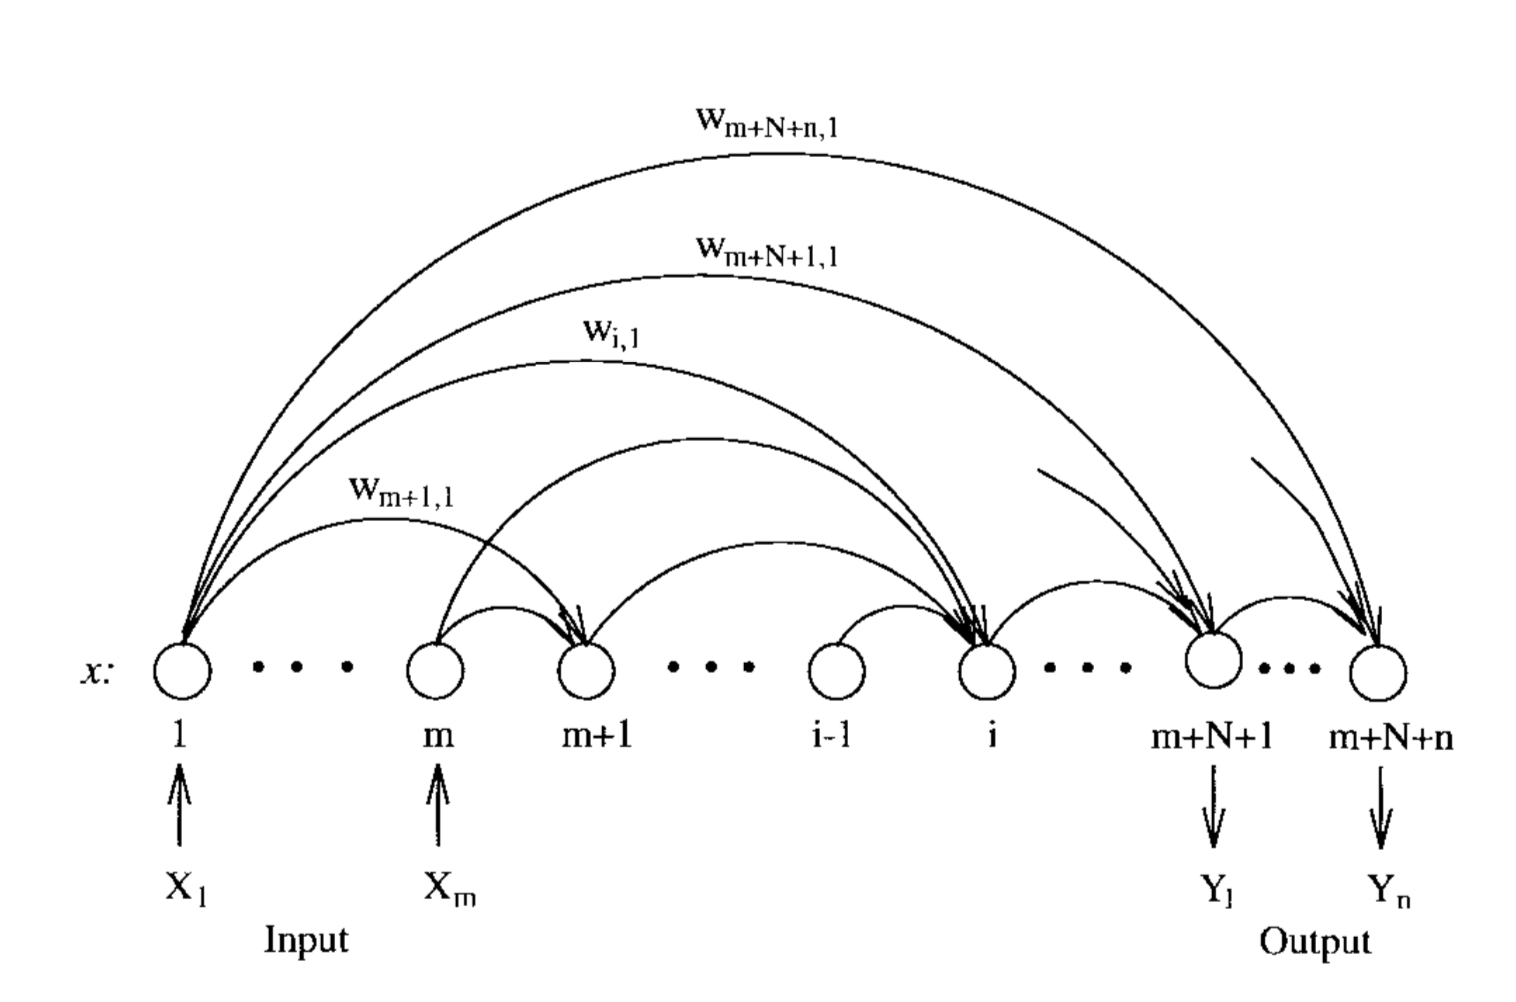 W_{m+N+n,1}
W_{m+N+1,1}
W_{i,1}
W_{m+1,1}
x:
1 m m+1 i-1 i m+N+1 m+N+n
X_1 X_m Y_1 Y_n
Input Output